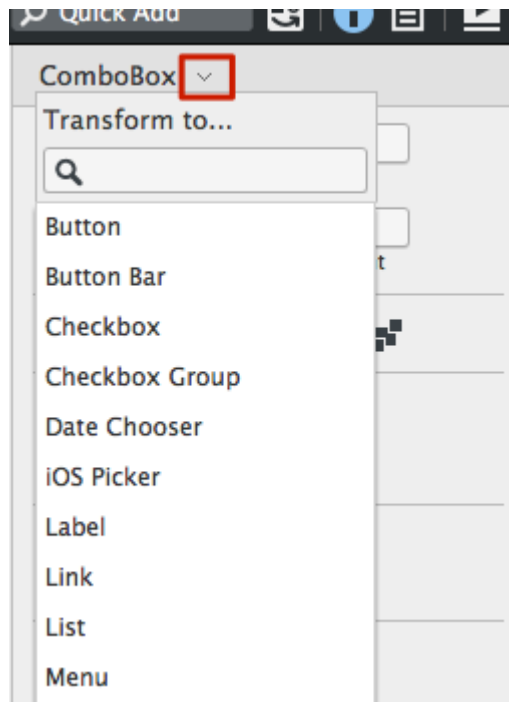 Quick Add
ComboBox
Transform to...
Button
Button Bar
t
Checkbox
Checkbox Group
Date Chooser
iOS Picker
Label
Link
List
Menu